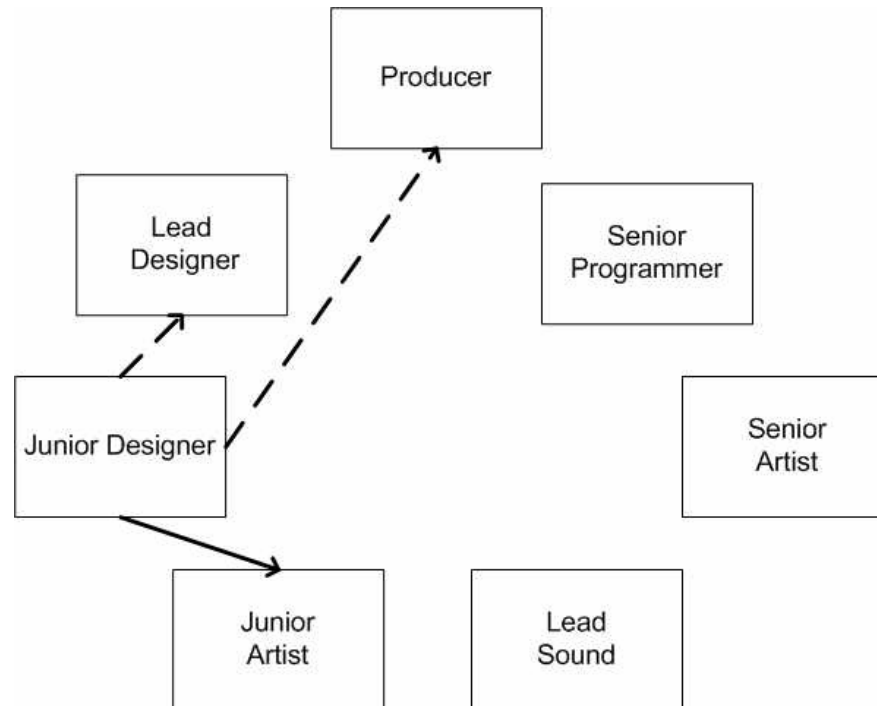 Producer
Lead
Designer
Senior
Programmer
Junior Designer
Senior
Artist
Junior
Artist
Lead
Sound